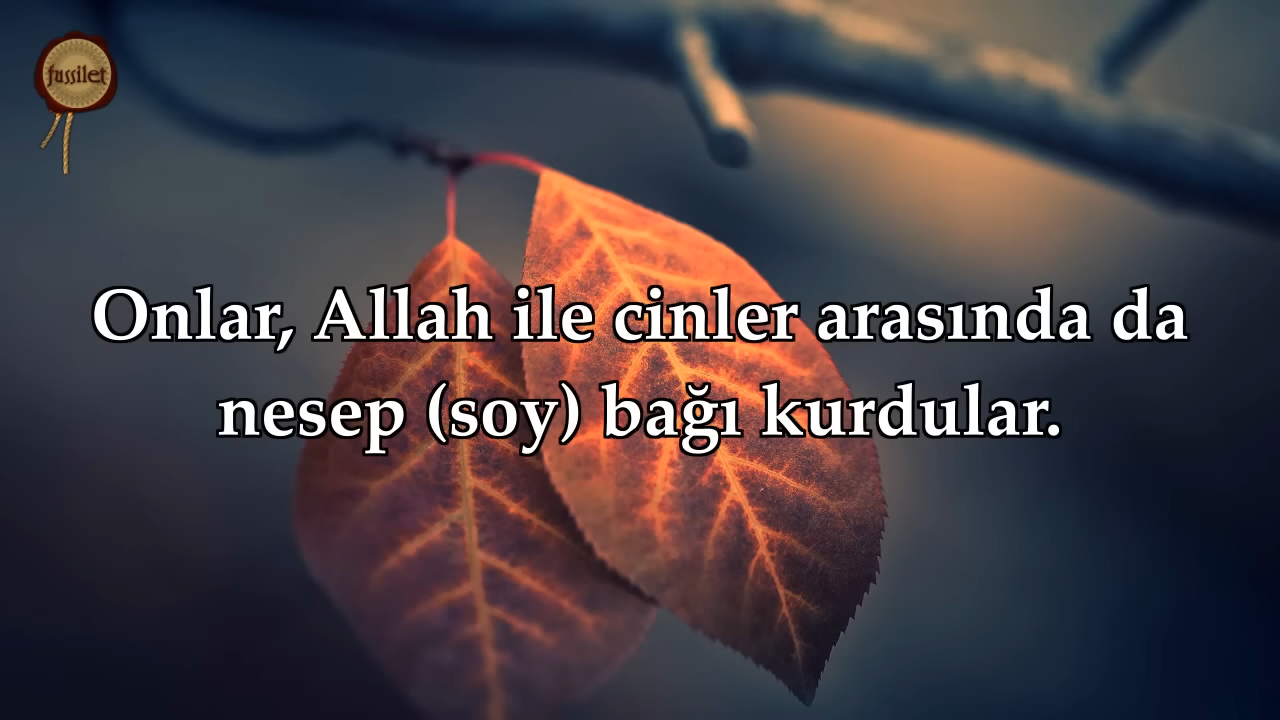 fussilet
Onlar, Allah ile cinler arasında da
nesep (soy) bağı kurdular.